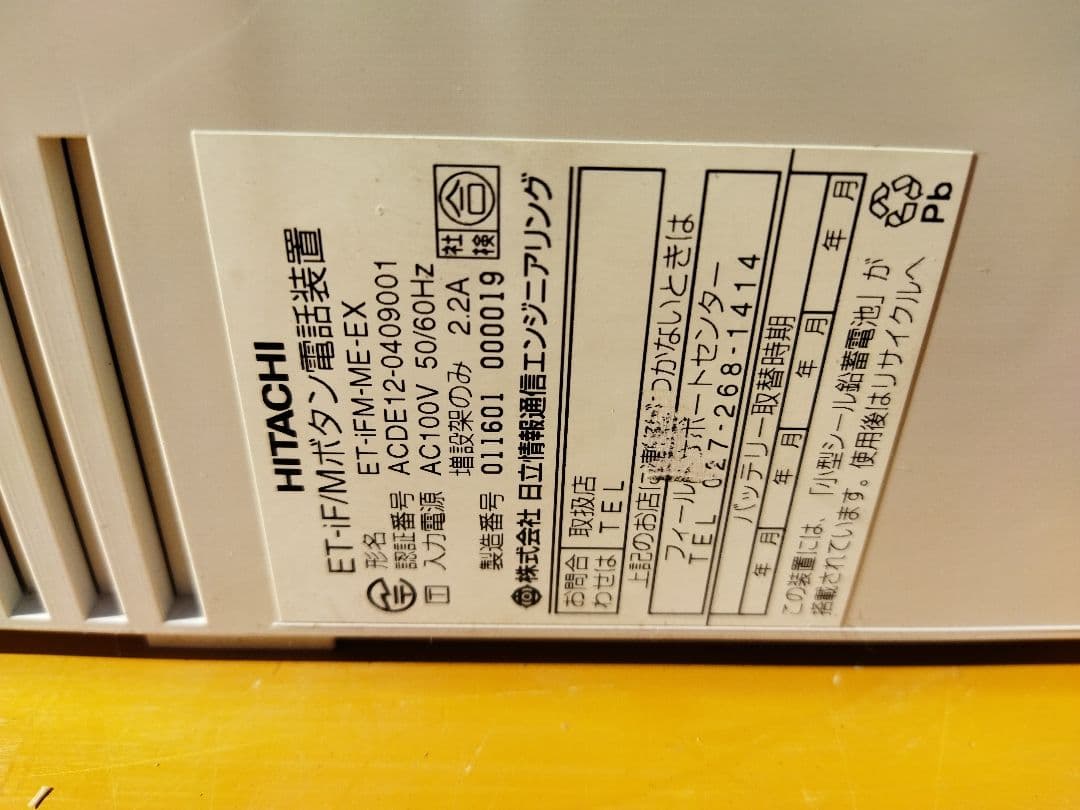 HITACHI
ET-iF/Mボタン電話装置
形名 ET-iFM-ME-EX
認証番号 ACDE12-0409001
T 入力電源 AC100V 50/60Hz
増設架のみ 2.2A
製造番号 011601 000019
社検 合
株式会社 日立情報通信エンジニアリング
お問合わせは
取扱店
TEL
上記のお店に連絡がつかないときは
フィールドサポートセンター
TEL 027-268-1414
バッテリー取替時期
年 月 年 月 年 月 年 月
この装置には、「小型シール鉛蓄電池」が
搭載されています。使用後はリサイクルへ
Pb